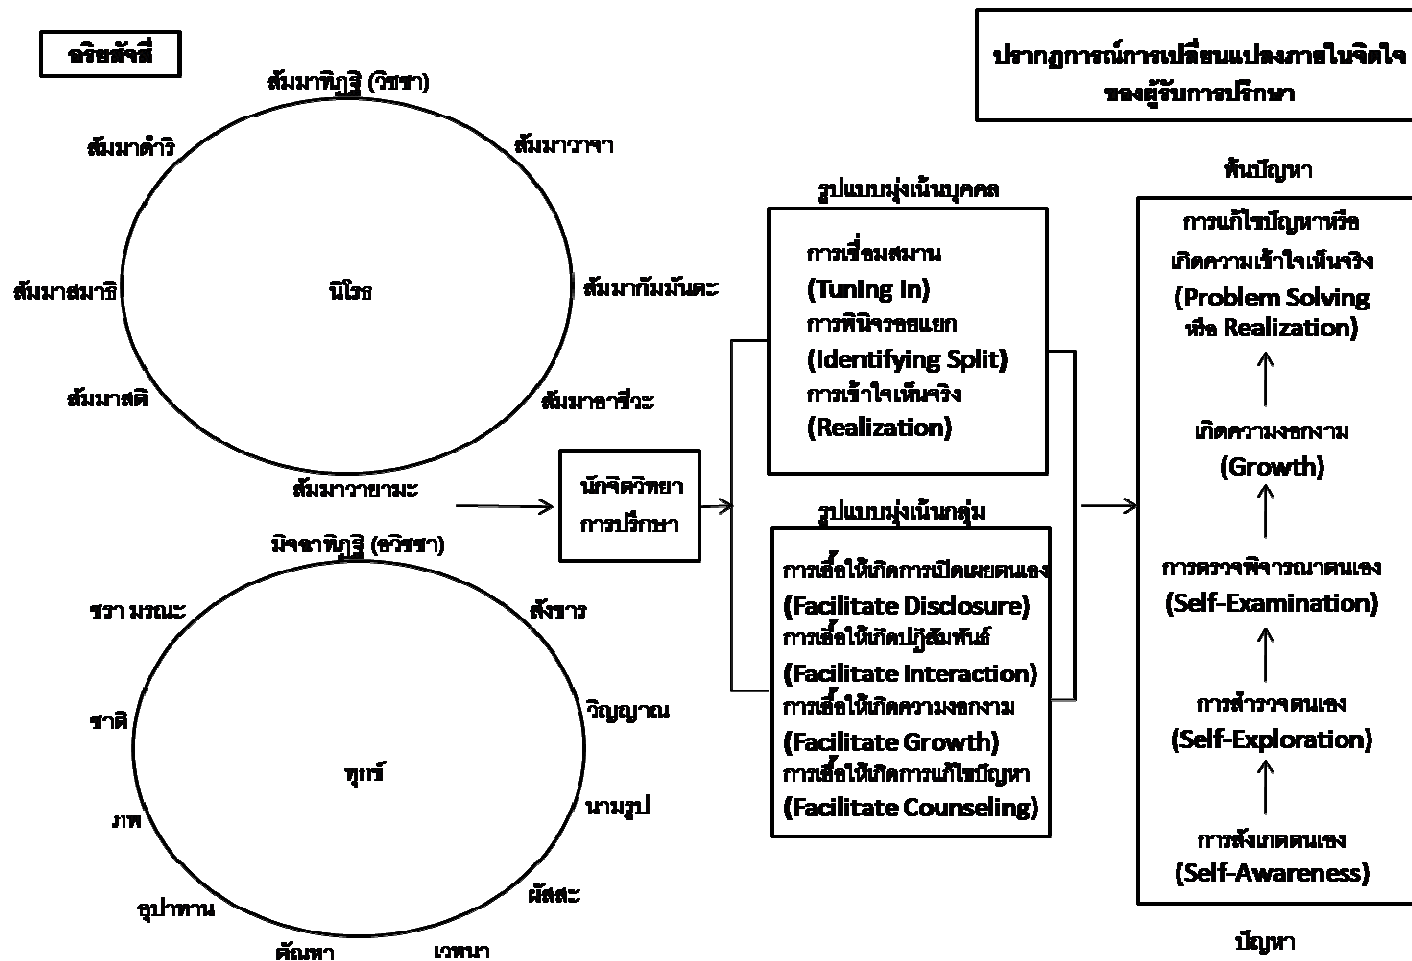 อริยสัจสี่
สัมมาทิฏฐิ (วิชชา)
สัมมาดำริ
สัมมาวาจา
สัมมาสมาธิ
นิโรธ
สัมมากัมมันตะ
สัมมาสติ
สัมมาอาชีวะ
สัมมาวายามะ
มิจฉาทิฏฐิ (อวิชชา)
ชรา มรณะ
สังขาร
ชาติ
วิญญาณ
ทุกข์
ภพ
นามรูป
อุปาทาน
ผัสสะ
ตัณหา
เวทนา
นักจิตวิทยา
การปรึกษา
รูปแบบมุ่งเน้นบุคคล
การเชื่อมสมาน
(Tuning In)
การพินิจรอยแยก
(Identifying Split)
การเข้าใจเห็นจริง
(Realization)
รูปแบบมุ่งเน้นกลุ่ม
การเอื้อให้เกิดการเปิดเผยตนเอง
(Facilitate Disclosure)
การเอื้อให้เกิดปฏิสัมพันธ์
(Facilitate Interaction)
การเอื้อให้เกิดความงอกงาม
(Facilitate Growth)
การเอื้อให้เกิดการแก้ไขปัญหา
(Facilitate Counseling)
ปรากฏการณ์การเปลี่ยนแปลงภายในจิตใจ
ของผู้รับการปรึกษา
พ้นปัญหา
การแก้ไขปัญหาหรือ
เกิดความเข้าใจเห็นจริง
(Problem Solving
หรือ Realization)
เกิดความงอกงาม
(Growth)
การตรวจพิจารณาตนเอง
(Self-Examination)
การสำรวจตนเอง
(Self-Exploration)
การสังเกตตนเอง
(Self-Awareness)
ปัญหา